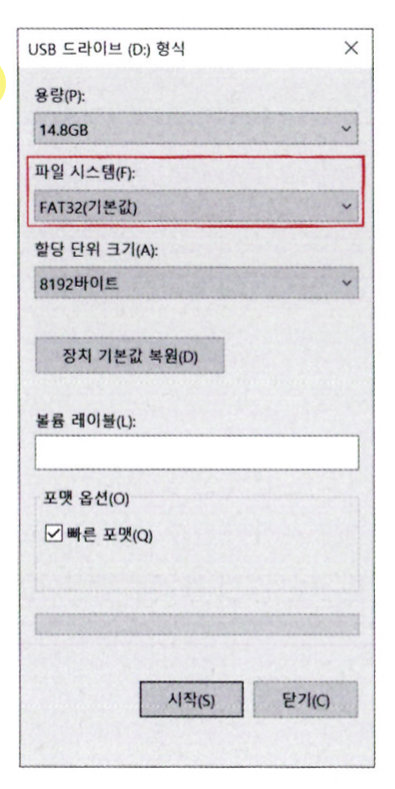 USB 드라이브 (D:) 형식
용량(P):
14.8GB
파일 시스템(F):
FAT32(기본값)
할당 단위 크기(A):
8192바이트
장치 기본값 복원(D)
볼륨 레이블(L):
포맷 옵션(O)
빠른 포맷(Q)
시작(S) 닫기(C)